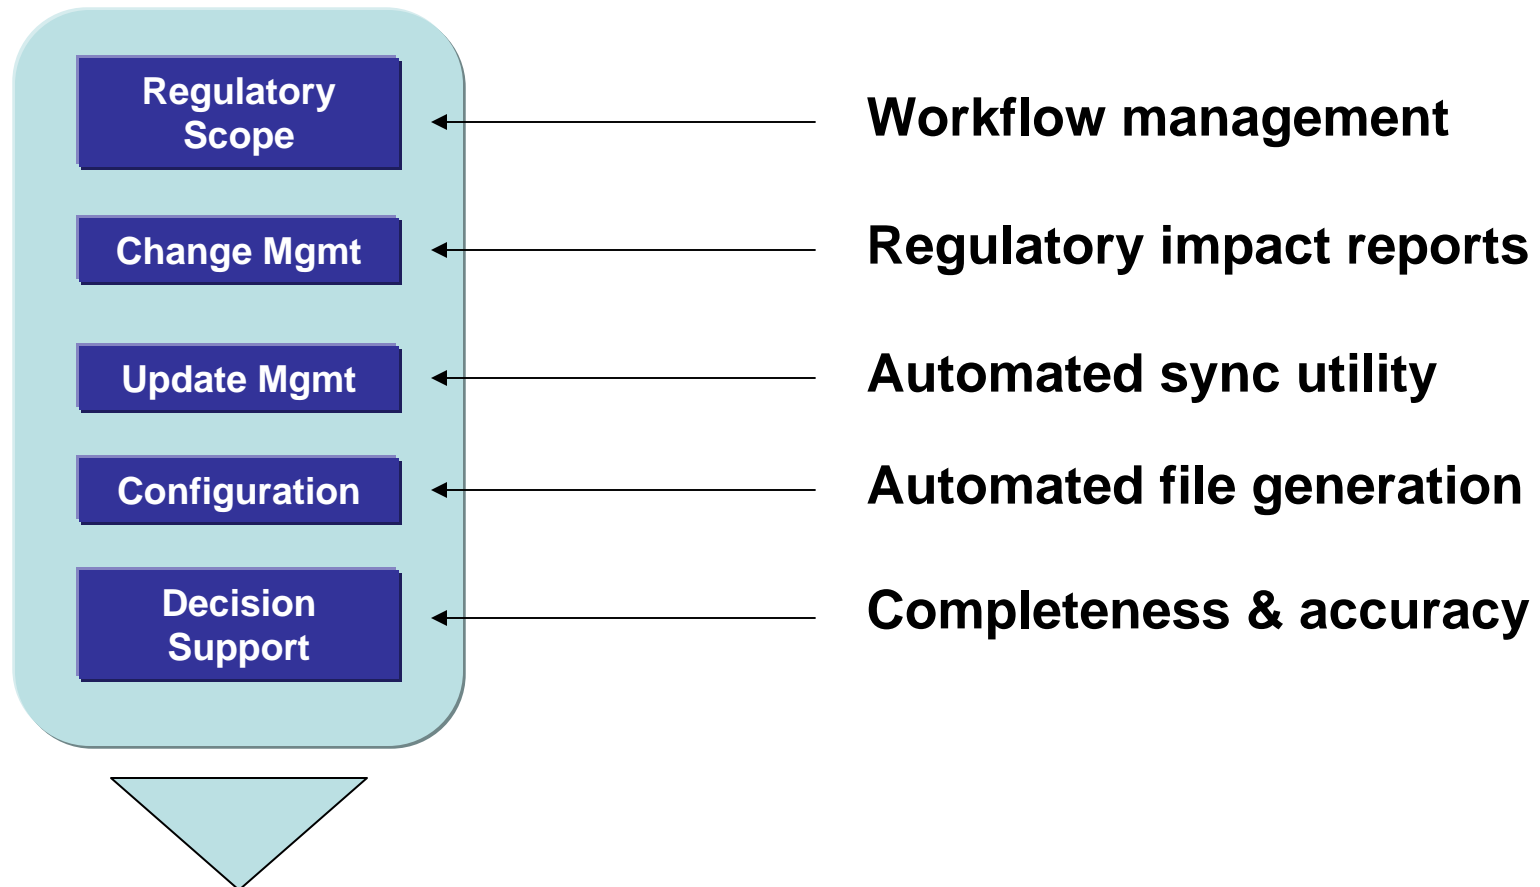 Regulatory
Scope
Workflow management
Change Mgmt
Regulatory impact reports
Update Mgmt
Automated sync utility
Configuration
Automated file generation
Decision
Support
Completeness & accuracy